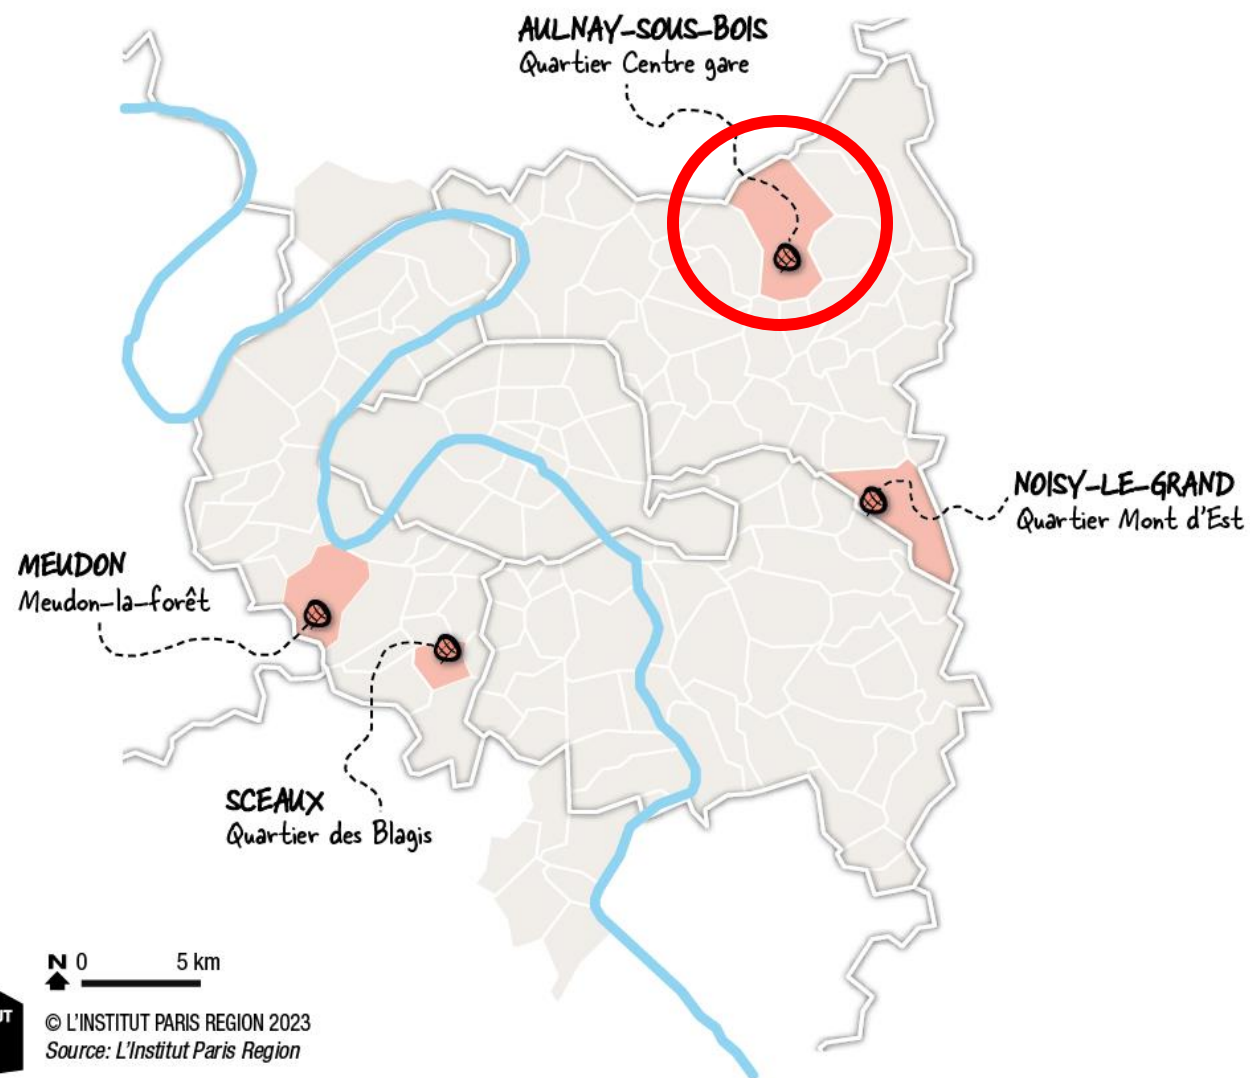 AULNAY-SOUS-BOIS
Quartier Centre gare
NOISY-LE-GRAND
Quartier Mont d'Est
MEUDON
Meudon-la-forêt
SCEAUX
Quartier des Blagis
N 0 5 km
© L'INSTITUT PARIS REGION 2023
Source: L'Institut Paris Region